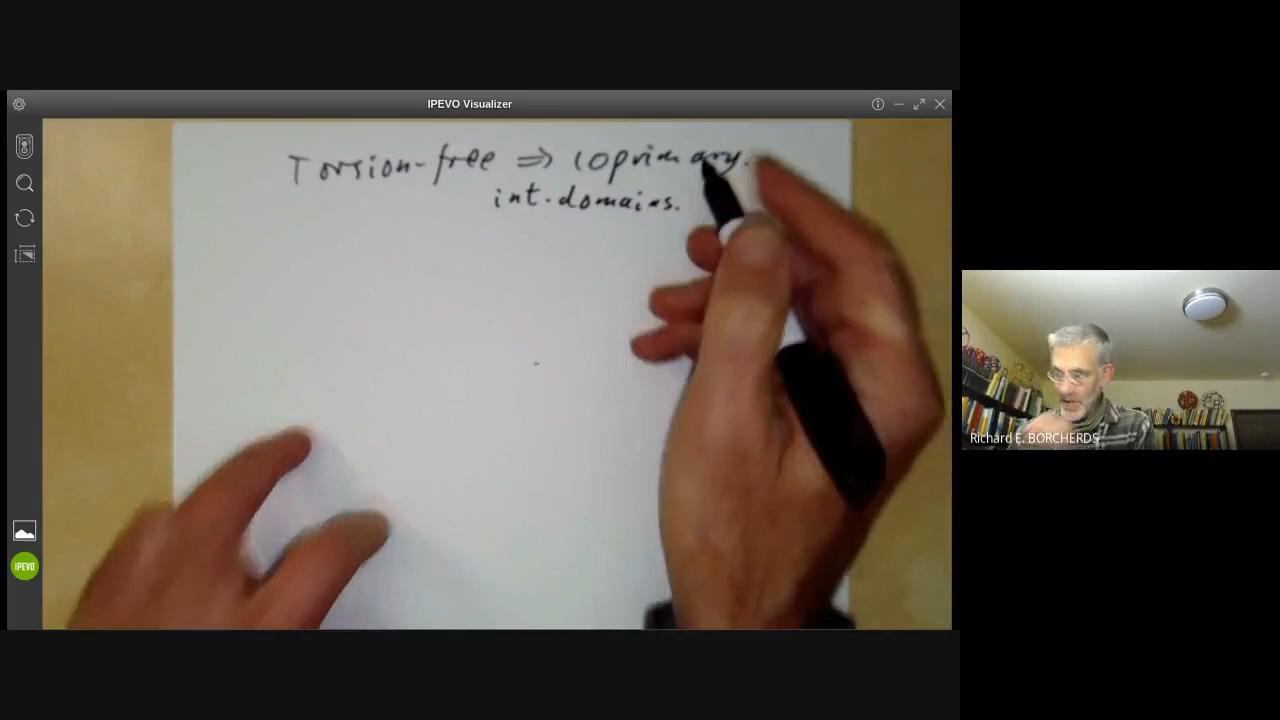 IPEVO Visualizer
Torsion-free ⇒ coprimary.
int. domains.
IPEVO
Richard E. BORCHERDS